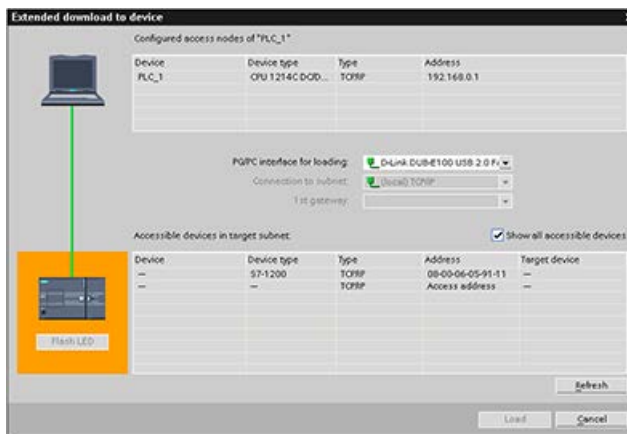 Extended download to device
Configured access nodes of "PLC_1"
Device Device type Type Address
PLC_1 CPU 1214C DC/D... TCP/IP 192.168.0.1
PG/PC interface for loading: D-Link DUB-E100 USB 2.0 Fa
Connection to subnet: (local) TCP/IP
1st gateway:
Accessible devices in target subnet: Show all accessible devices
Device Device type Type Address Target device
— S7-1200 TCP/IP 08-00-06-05-91-11 —
— — TCP/IP Access address —
Flash LED
Refresh
Load Cancel